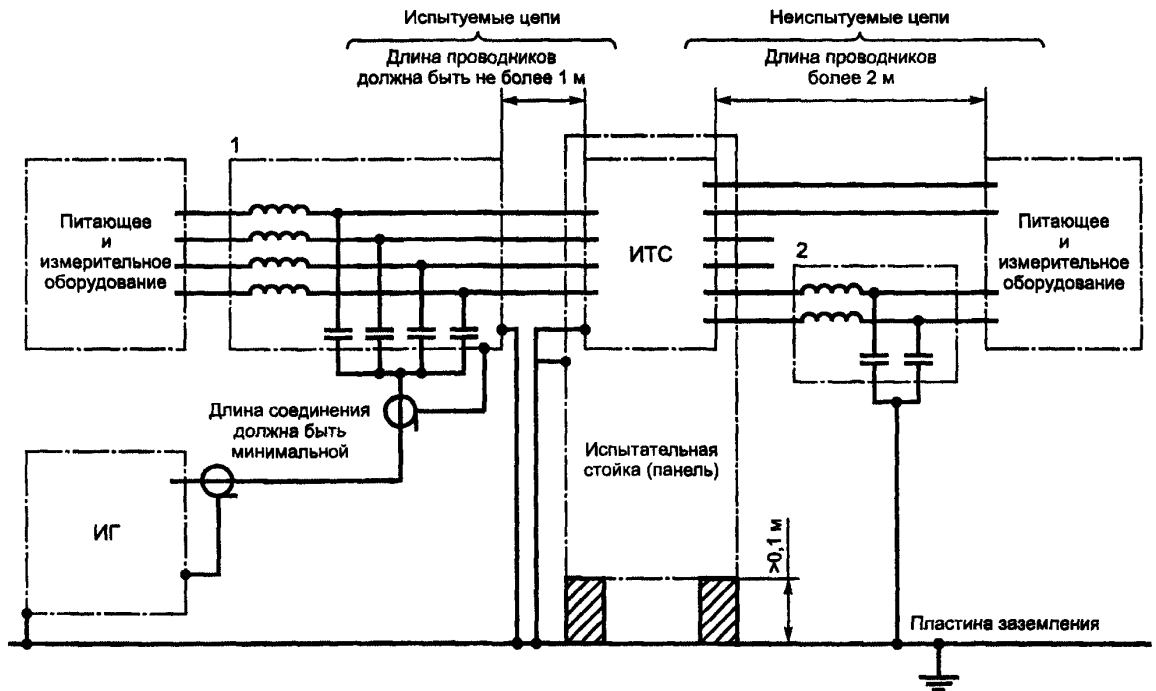 Испытуемые цепи
Неиспытуемые цепи
Длина проводников
должна быть не более 1 м
Длина проводников
более 2 м
1
Питающее
и
измерительное
оборудование
ИТС
2
Питающее
и
измерительное
оборудование
Длина соединения
должна быть
минимальной
Испытательная
стойка (панель)
ИГ
>0,1 м
Пластина заземления